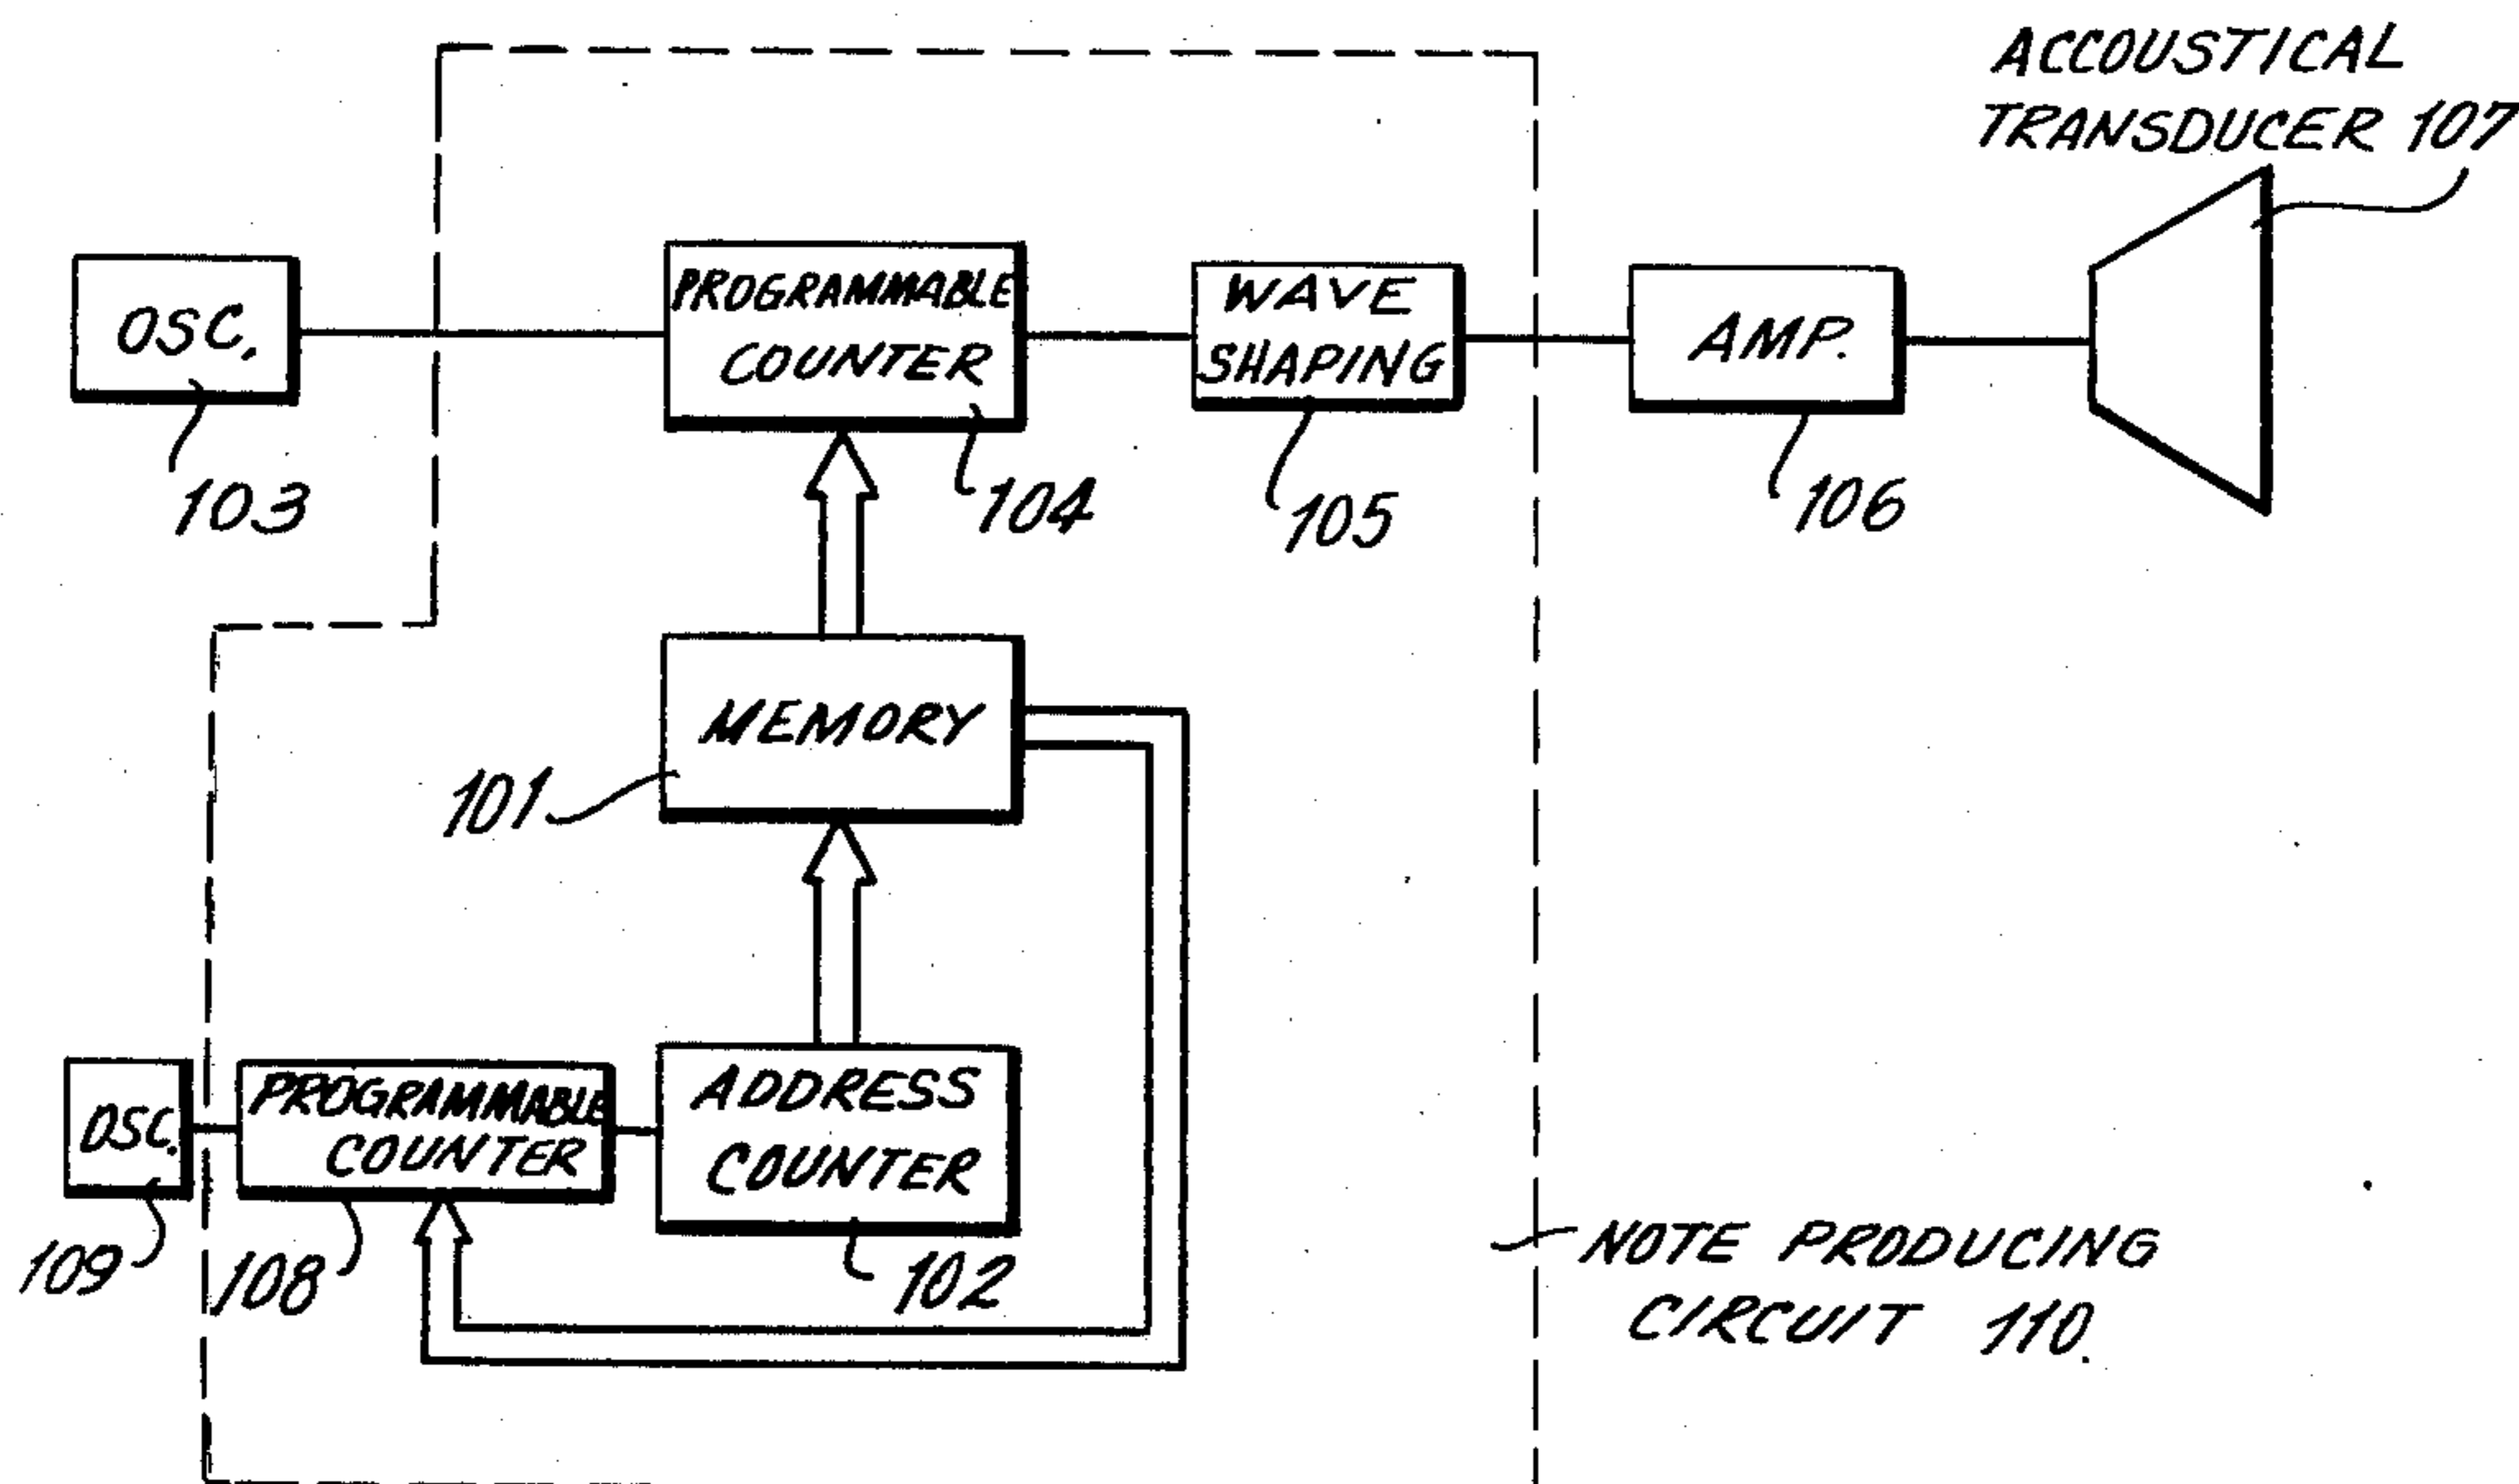 ACCOUSTICAL
TRANSDUCER 107
OSC.
103
PROGRAMMABLE
COUNTER
104
WAVE
SHAPING
105
AMP.
106
MEMORY
101
OSC.
109
PROGRAMMABLE
COUNTER
108
ADDRESS
COUNTER
102
NOTE PRODUCING
CIRCUIT 110.